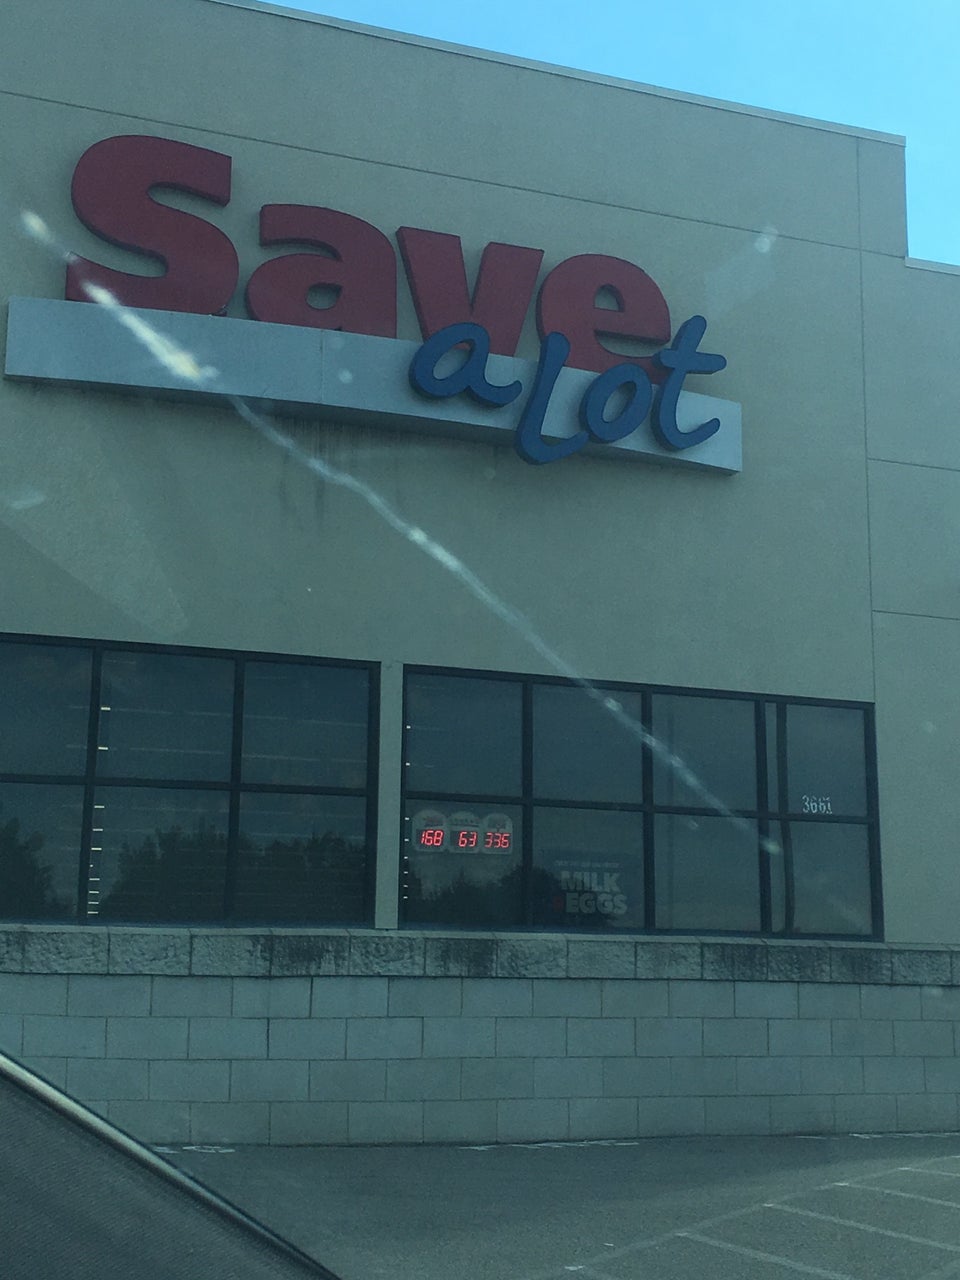 Save
a Lot
3661
168 63 336
MILK
EGGS